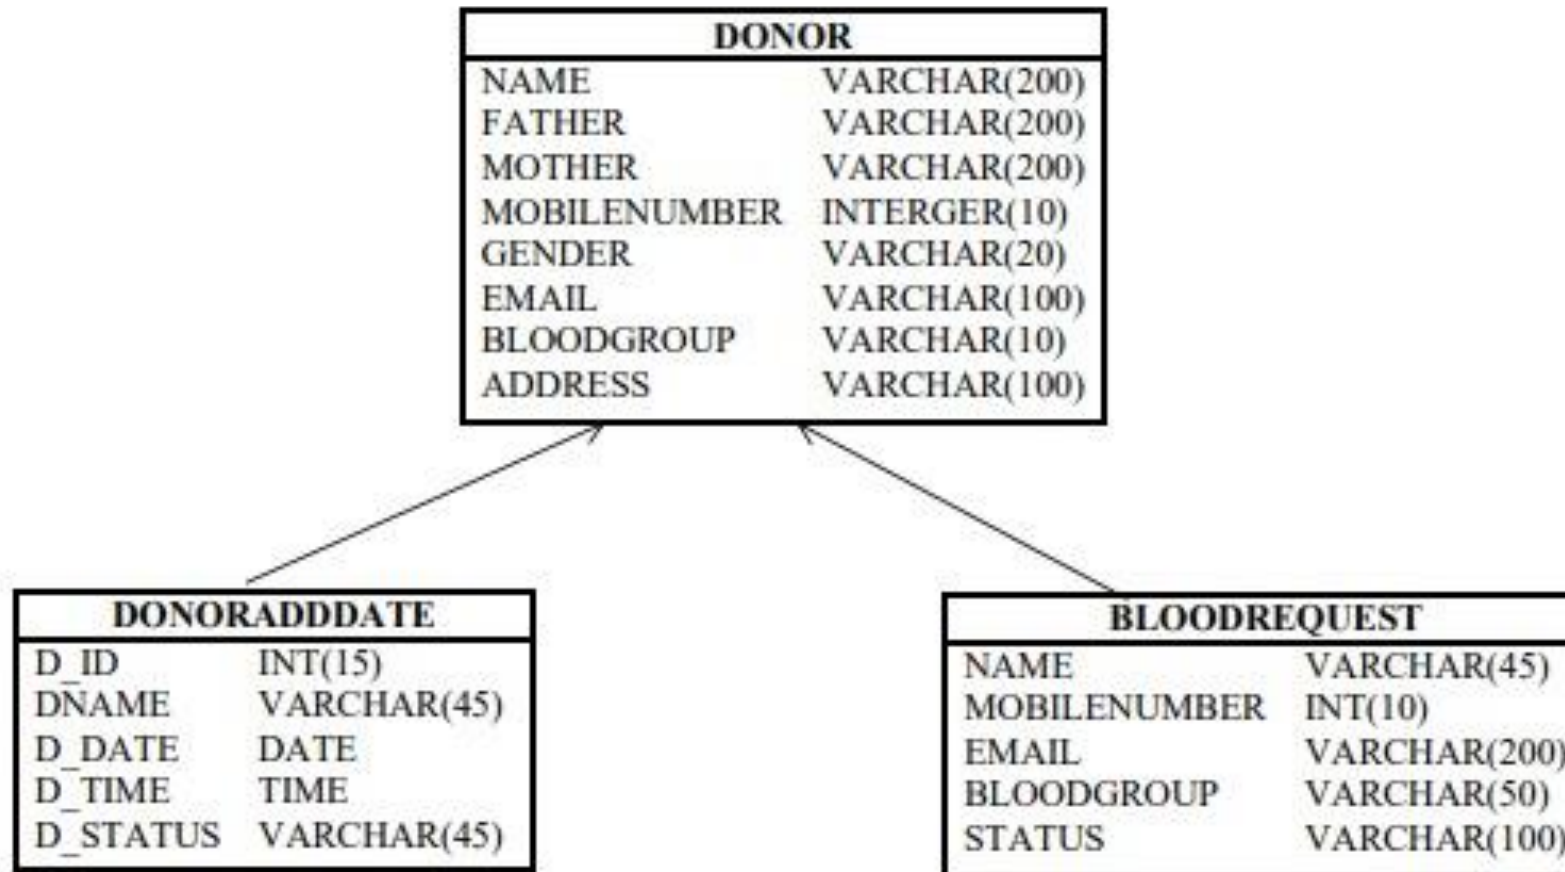 DONOR
NAME VARCHAR(200)
FATHER VARCHAR(200)
MOTHER VARCHAR(200)
MOBILENUMBER INTERGER(10)
GENDER VARCHAR(20)
EMAIL VARCHAR(100)
BLOODGROUP VARCHAR(10)
ADDRESS VARCHAR(100)
DONORADDDATE
D_ID INT(15)
DNAME VARCHAR(45)
D_DATE DATE
D_TIME TIME
D_STATUS VARCHAR(45)
BLOODREQUEST
NAME VARCHAR(45)
MOBILENUMBER INT(10)
EMAIL VARCHAR(200)
BLOODGROUP VARCHAR(50)
STATUS VARCHAR(100)